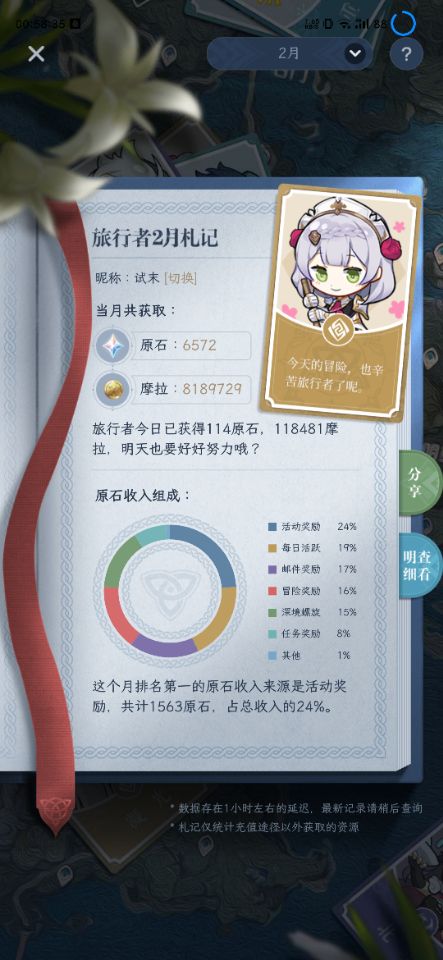 00:58:35
88
2月
?
旅行者2月札记
昵称：试末 [切换]
当月共获取：
原石：6572
摩拉：8189729
今天的冒险，也辛
苦旅行者了呢。
旅行者今日已获得114原石，118481摩
拉，明天也要好好努力哦？
分
享
原石收入组成：
活动奖励 24%
每日活跃 19%
邮件奖励 17%
冒险奖励 16%
深境螺旋 15%
任务奖励 8%
其他 1%
明查
细看
这个月排名第一的原石收入来源是活动奖
励，共计1563原石，占总收入的24%。
* 数据存在1小时左右的延迟，最新记录请稍后查询
* 札记仅统计充值途径以外获取的资源